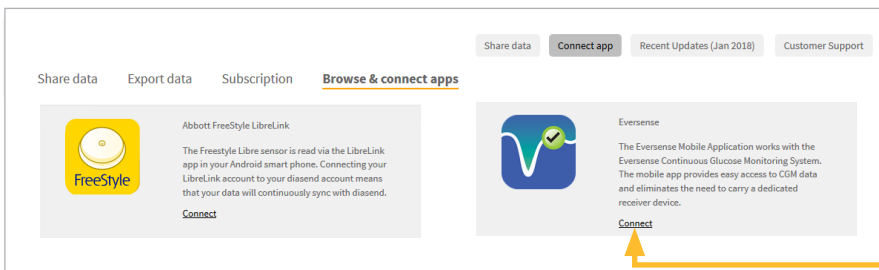 Share data Connect app Recent Updates (Jan 2018) Customer Support
Share data Export data Subscription Browse & connect apps
Abbott FreeStyle LibreLink
The Freestyle Libre sensor is read via the LibreLink
app in your Android smart phone. Connecting your
LibreLink account to your diasend account means
that your data will continuously sync with diasend.
Connect
FreeStyle
Eversense
The Eversense Mobile Application works with the
Eversense Continuous Glucose Monitoring System.
The mobile app provides easy access to CGM data
and eliminates the need to carry a dedicated
receiver device.
Connect